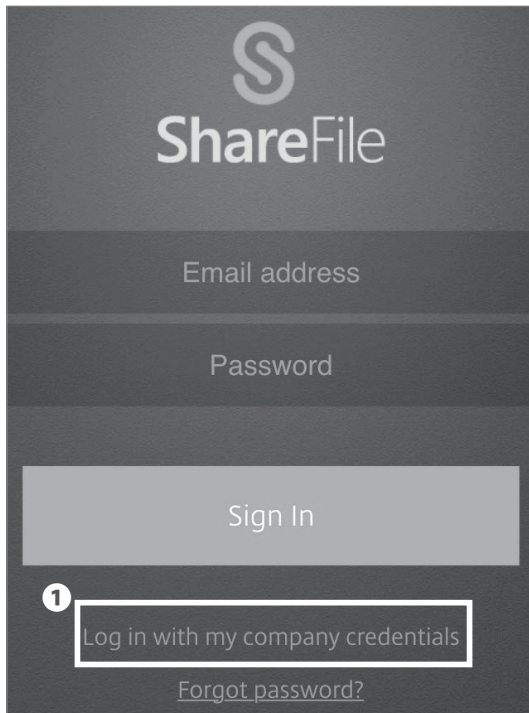 ShareFile
Email address
Password
Sign In
1
Log in with my company credentials
Forgot password?